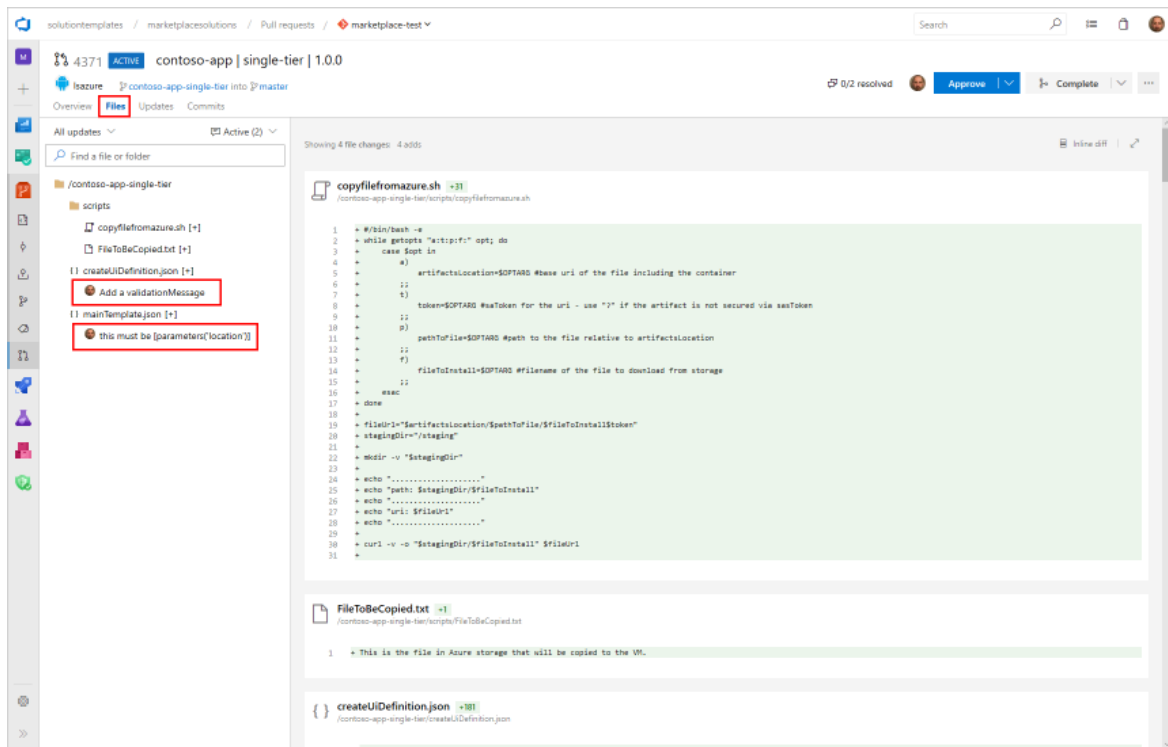 solutiontemplates / marketplacesolutions / Pull requests / marketplace-test
Search
M
4371 ACTIVE contoso-app | single-tier | 1.0.0
lsazure contoso-app-single-tier into master
0/2 resolved
Approve
Complete
Overview Files Updates Commits
All updates
Active (2)
Find a file or folder
/contoso-app-single-tier
scripts
copyfilefromazure.sh [+]
FileToBeCopied.txt [+]
createUiDefinition.json [+]
Add a validationMessage
mainTemplate.json [+]
this must be [parameters('location')]
Showing 4 file changes 4 adds
Inline diff
copyfilefromazure.sh +31
/contoso-app-single-tier/scripts/copyfilefromazure.sh
1 + #/bin/bash -e
2 + while getopts "a:t:p:f:" opt; do
3 + case $opt in
4 + a)
5 + artifactsLocation=$OPTARG #base uri of the file including the container
6 + ;;
7 + t)
8 + token=$OPTARG #saToken for the uri - use "?" if the artifact is not secured via sasToken
9 + ;;
10 + p)
11 + pathToFile=$OPTARG #path to the file relative to artifactsLocation
12 + ;;
13 + f)
14 + fileToInstall=$OPTARG #filename of the file to download from storage
15 + ;;
16 + esac
17 + done
18 +
19 + fileUrl="$artifactsLocation/$pathToFile/$fileToInstall$token"
20 + stagingDir="/staging"
21 +
22 + mkdir -v "$stagingDir"
23 +
24 + echo "...................."
25 + echo "path: $stagingDir/$fileToInstall"
26 + echo "...................."
27 + echo "uri: $fileUrl"
28 + echo "...................."
29 +
30 + curl -v -o "$stagingDir/$fileToInstall" $fileUrl
31 +
FileToBeCopied.txt +1
/contoso-app-single-tier/scripts/FileToBeCopied.txt
1 + This is the file in Azure storage that will be copied to the VM.
createUiDefinition.json +181
/contoso-app-single-tier/createUiDefinition.json